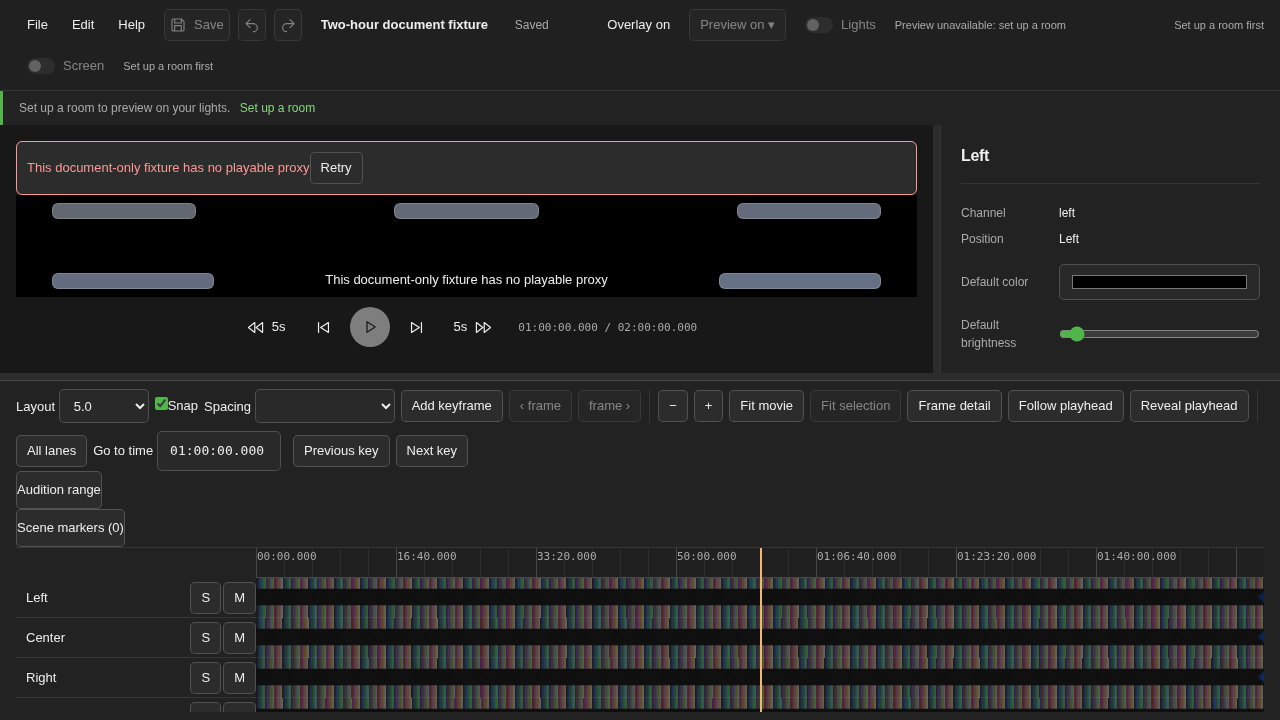 File Edit Help Save Two-hour document fixture Saved Overlay on Preview on ▾ Lights Preview unavailable: set up a room Set up a room first
Screen Set up a room first
Set up a room to preview on your lights. Set up a room
This document-only fixture has no playable proxy Retry
This document-only fixture has no playable proxy
5s 5s 01:00:00.000 / 02:00:00.000
Left
Channel left
Position Left
Default color
Default
brightness
Layout 5.0 Snap Spacing Add keyframe ‹ frame frame › − + Fit movie Fit selection Frame detail Follow playhead Reveal playhead
All lanes Go to time 01:00:00.000 Previous key Next key
Audition range
Scene markers (0)
00:00.000 16:40.000 33:20.000 50:00.000 01:06:40.000 01:23:20.000 01:40:00.000
Left S M
Center S M
Right S M